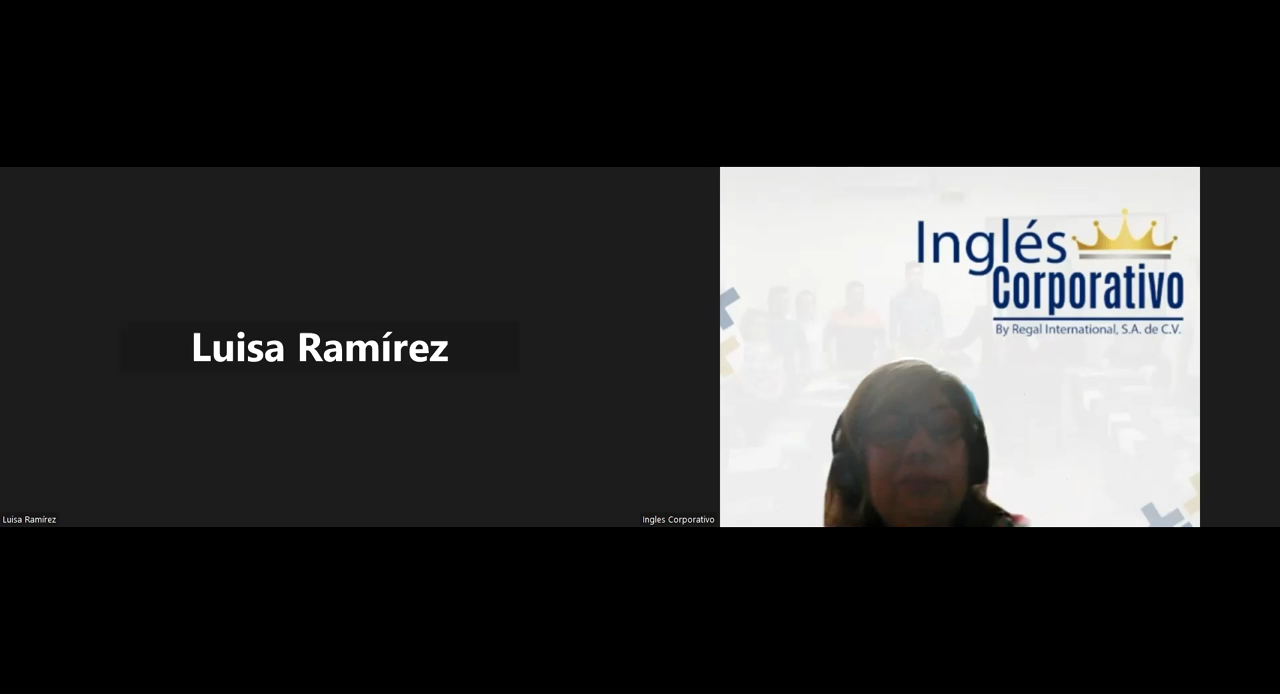 Luisa Ramírez
Luisa Ramírez
Ingles Corporativo
Inglés
Corporativo
By Regal International, S.A. de C.V.